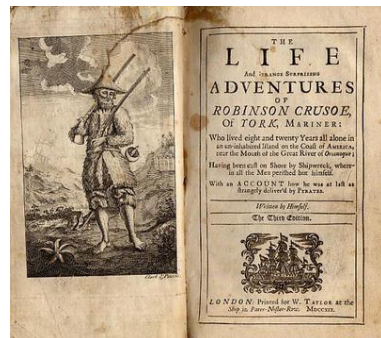 Clark & Pine
THE
LIFE
And STRANGE SURPRIZING
ADVENTURES
OF
ROBINSON CRUSOE,
Of YORK, MARINER:
Who lived eight and twenty Years all alone in
an un-inhabited Island on the Coast of AMERICA,
near the Mouth of the Great River of Oroonoque;
Having been cast on Shore by Shipwreck, where-
in all the Men perished but himself.
With an ACCOUNT how he was at last as
strangely deliver'd by PYRATES.
Written by Himself.
The Third Edition.
LONDON: Printed for W. TAYLOR at the
Ship in Pater-Noster-Row. MDCCXIX.